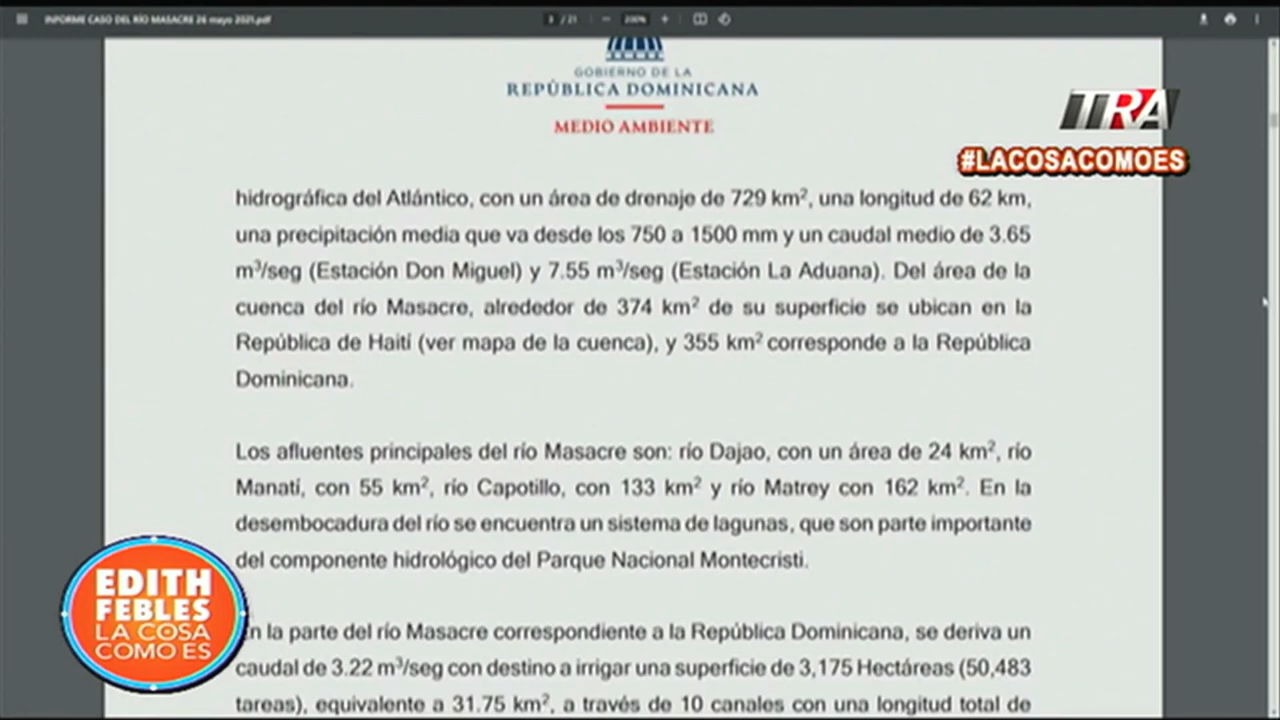 INFORME CASO DEL RÍO MASACRE 26 mayo 2021.pdf
3 / 21
200%
GOBIERNO DE LA
REPÚBLICA DOMINICANA
MEDIO AMBIENTE
TRA
#LACOSACOMOES
hidrográfica del Atlántico, con un área de drenaje de 729 km², una longitud de 62 km,
una precipitación media que va desde los 750 a 1500 mm y un caudal medio de 3.65
m³/seg (Estación Don Miguel) y 7.55 m³/seg (Estación La Aduana). Del área de la
cuenca del río Masacre, alrededor de 374 km² de su superficie se ubican en la
República de Haití (ver mapa de la cuenca), y 355 km² corresponde a la República
Dominicana.
Los afluentes principales del río Masacre son: río Dajao, con un área de 24 km², río
Manatí, con 55 km², río Capotillo, con 133 km² y río Matrey con 162 km². En la
desembocadura del río se encuentra un sistema de lagunas, que son parte importante
del componente hidrológico del Parque Nacional Montecristi.
En la parte del río Masacre correspondiente a la República Dominicana, se deriva un
caudal de 3.22 m³/seg con destino a irrigar una superficie de 3,175 Hectáreas (50,483
tareas), equivalente a 31.75 km², a través de 10 canales con una longitud total de
EDITH
FEBLES
LA COSA
COMO ES